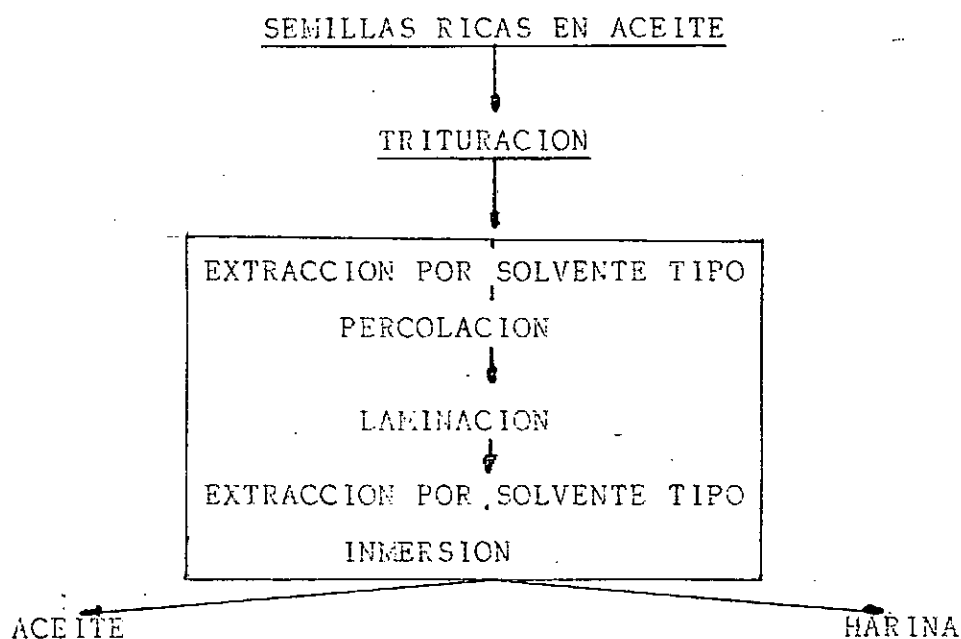 SEMILLAS RICAS EN ACEITE
TRITURACION
EXTRACCION POR SOLVENTE TIPO
PERCOLACION
LAMINACION
EXTRACCION POR SOLVENTE TIPO
INMERSION
ACEITE
HARINA